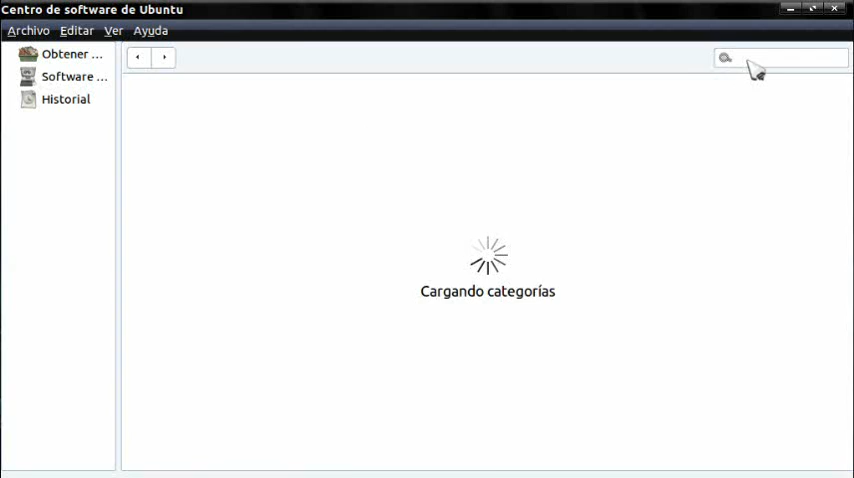 Centro de software de Ubuntu
Archivo Editar Ver Ayuda
Obtener ...
Software ...
Historial
Cargando categorías